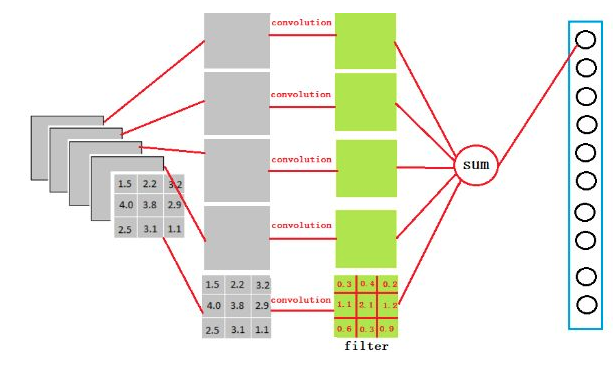 convolution
convolution
convolution
sum
1.5 2.2 3.2
4.0 3.8 2.9
2.5 3.1 1.1
convolution
1.5 2.2 3.2
4.0 3.8 2.9
2.5 3.1 1.1
convolution
0.3 0.4 0.2
1.1 2.1 1.2
0.6 0.3 0.9
filter